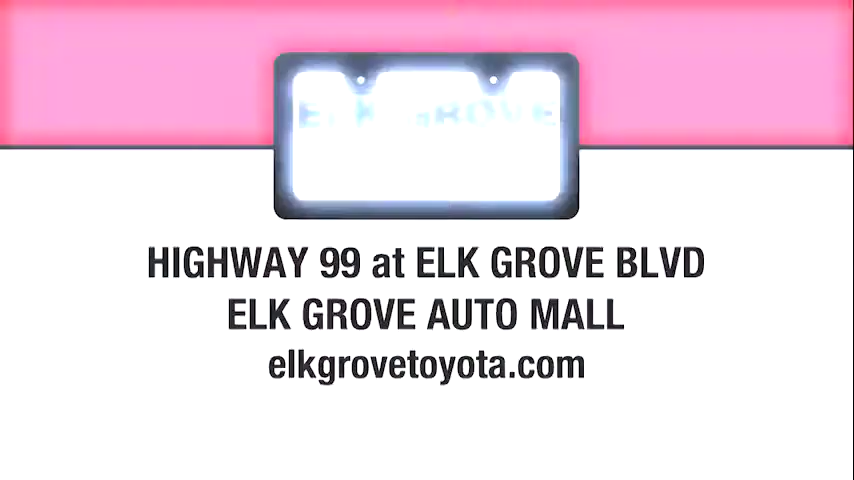 ELK GROVE
HIGHWAY 99 at ELK GROVE BLVD
ELK GROVE AUTO MALL
elkgrovetoyota.com